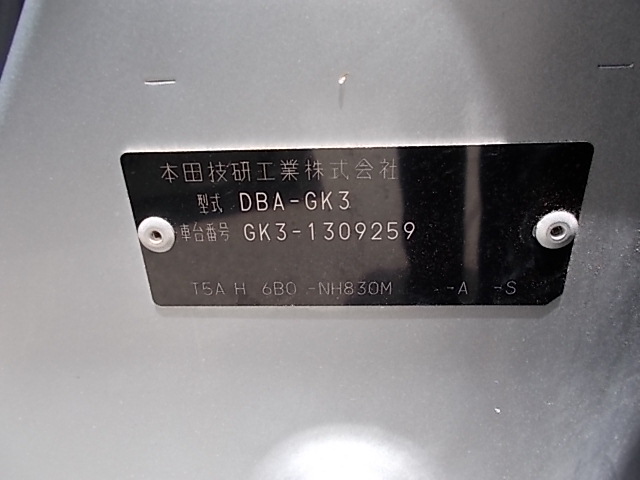 本田技研工業株式会社
型式 DBA-GK3
車台番号 GK3-1309259
T5A H 6B0 -NH830M -A -S